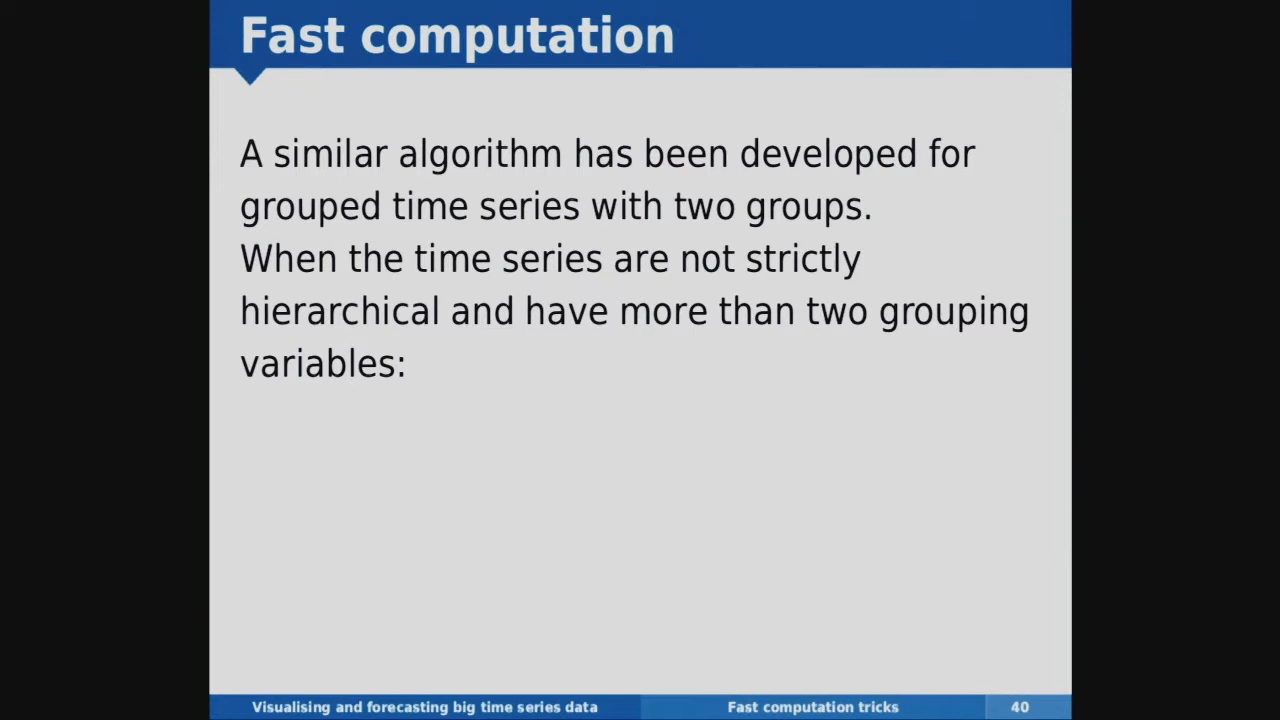 Fast computation
A similar algorithm has been developed for
grouped time series with two groups.
When the time series are not strictly
hierarchical and have more than two grouping
variables:
Visualising and forecasting big time series data
Fast computation tricks
40